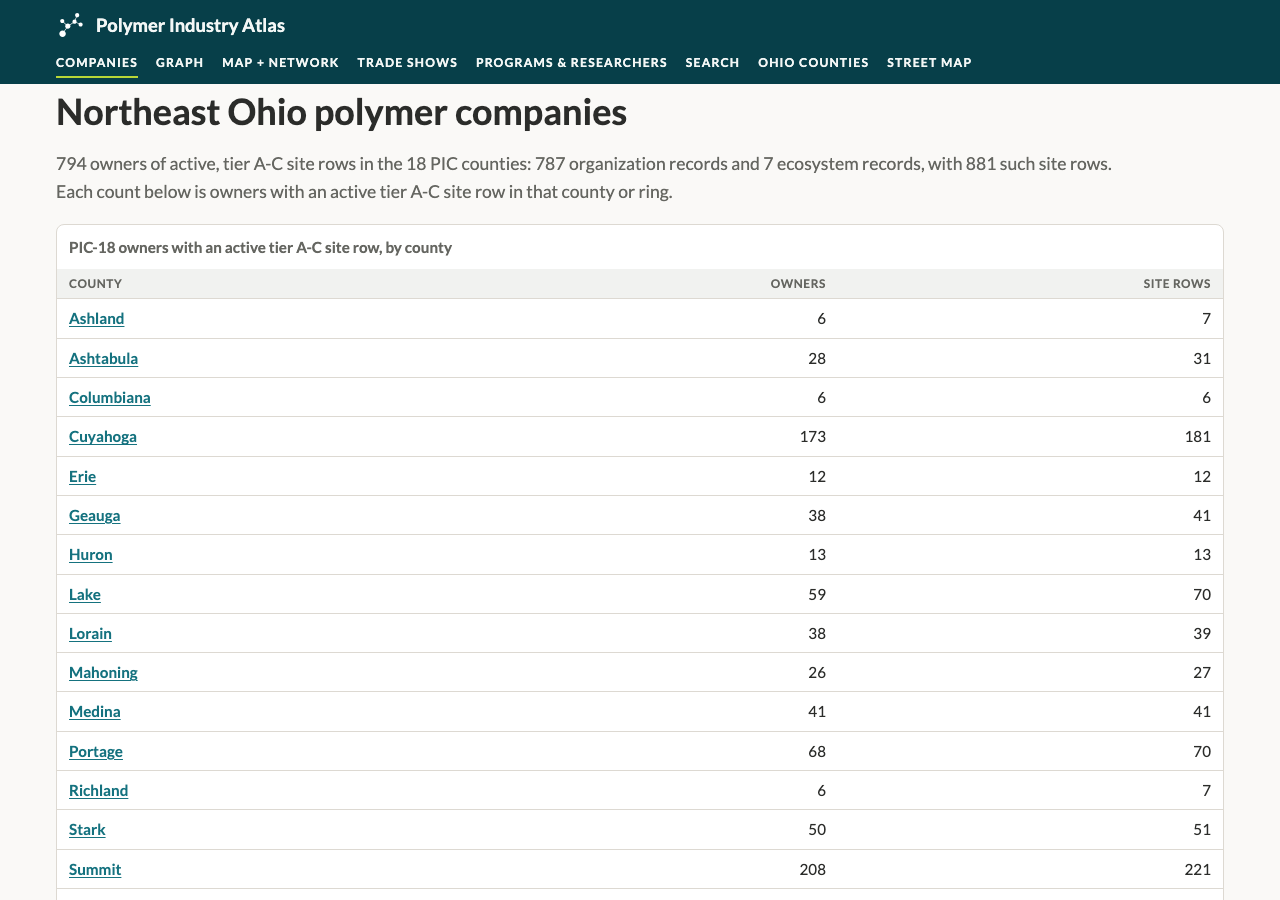 Polymer Industry Atlas
COMPANIES GRAPH MAP + NETWORK TRADE SHOWS PROGRAMS & RESEARCHERS SEARCH OHIO COUNTIES STREET MAP
Northeast Ohio polymer companies
794 owners of active, tier A-C site rows in the 18 PIC counties: 787 organization records and 7 ecosystem records, with 881 such site rows.
Each count below is owners with an active tier A-C site row in that county or ring.
PIC-18 owners with an active tier A-C site row, by county
COUNTY OWNERS SITE ROWS
Ashland 6 7
Ashtabula 28 31
Columbiana 6 6
Cuyahoga 173 181
Erie 12 12
Geauga 38 41
Huron 13 13
Lake 59 70
Lorain 38 39
Mahoning 26 27
Medina 41 41
Portage 68 70
Richland 6 7
Stark 50 51
Summit 208 221